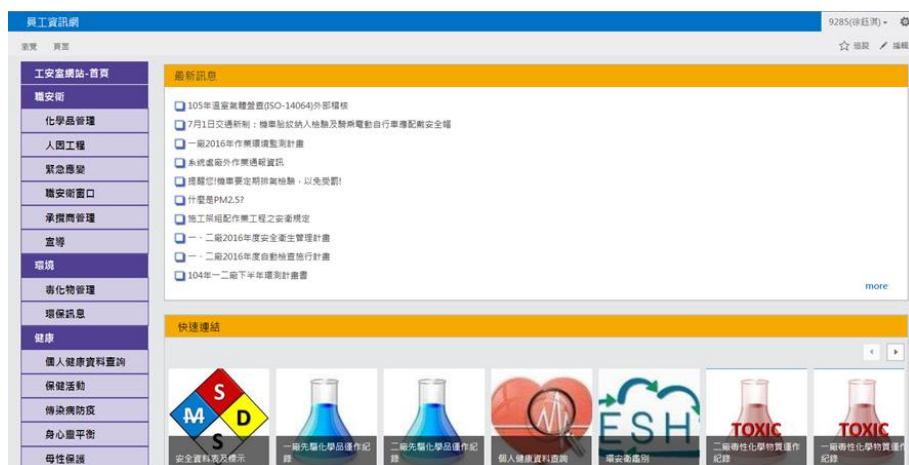 員工資訊網
9285(徐鈺淇)
瀏覽 頁面
追蹤 編輯
工安室網站-首頁
職安衛
化學品管理
人因工程
緊急應變
職安衛窗口
承攬商管理
宣導
環境
毒化物管理
環保訊息
健康
個人健康資料查詢
保健活動
傳染病防疫
身心靈平衡
母性保護
最新訊息
105年溫室氣體盤查(ISO-14064)外部稽核
7月1日交通新制：機車胎紋納入檢驗及騎乘電動自行車應配戴安全帽
一廠2016年作業環境監測計畫
系統處廠外作業通報資訊
提醒您!機車要定期排氣檢驗，以免受罰!
什麼是PM2.5?
施工架組配作業工程之安衛規定
一、二廠2016年度安全衛生管理計畫
一、二廠2016年度自動檢查施行計畫
104年一二廠下半年環測計畫書
more
快速連結
S
M D
S
安全資料表及標示
一廠先驅化學品運作紀
錄
二廠先驅化學品運作紀
錄
個人健康資料查詢
ESH
環安衛鑑別
TOXIC
二廠毒性化學物質運作
紀錄
TOXIC
一廠毒性化學物質運作
紀錄